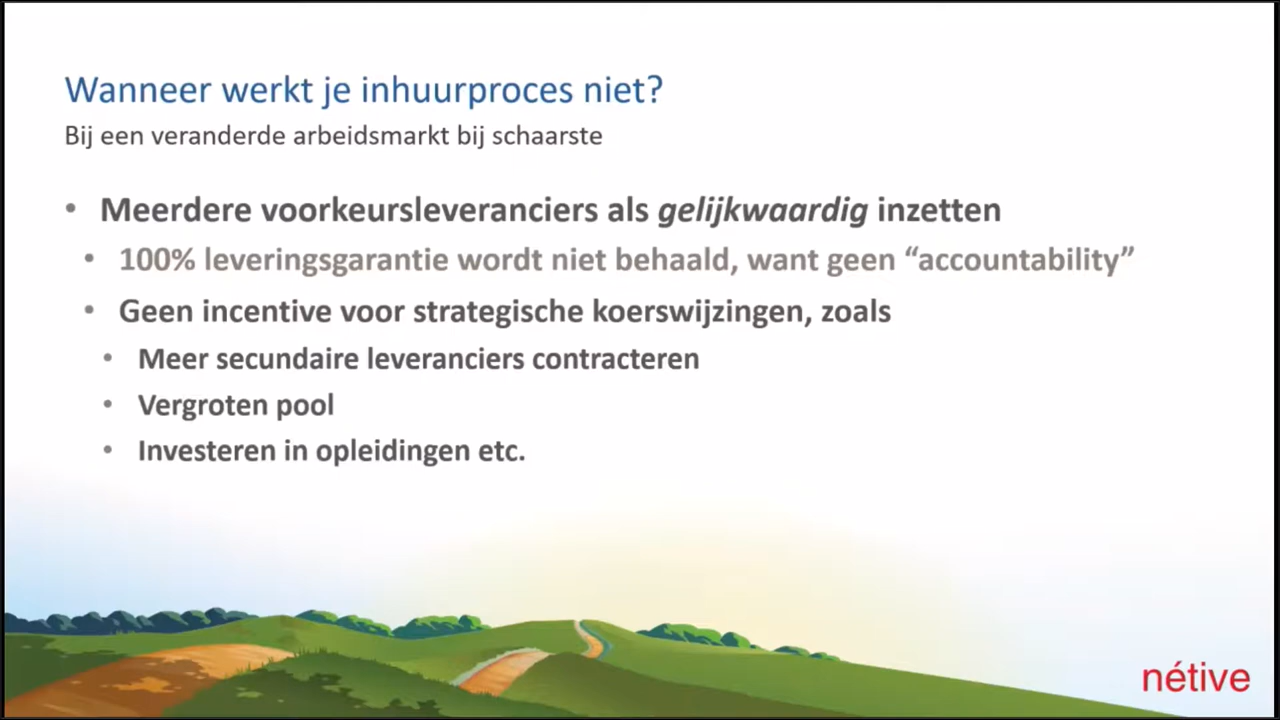 Wanneer werkt je inhuurproces niet?
Bij een veranderde arbeidsmarkt bij schaarste
• Meerdere voorkeursleveranciers als gelijkwaardig inzetten
• 100% leveringsgarantie wordt niet behaald, want geen “accountability”
• Geen incentive voor strategische koerswijzingen, zoals
• Meer secundaire leveranciers contracteren
• Vergroten pool
• Investeren in opleidingen etc.
nétive